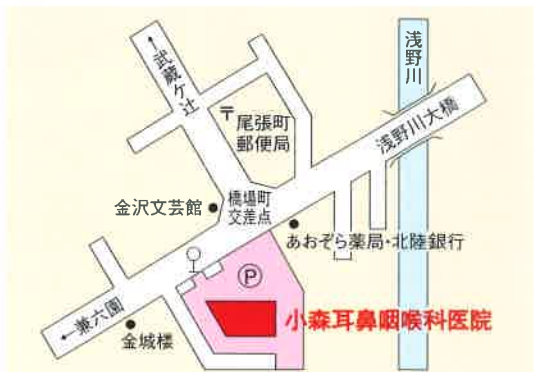 ↑武蔵ケ辻
浅野川
〒
尾張町
郵便局
浅野川大橋
金沢文芸館
橋場町
交差点
あおぞら薬局・北陸銀行
P
←兼六園
金城楼
小森耳鼻咽喉科医院